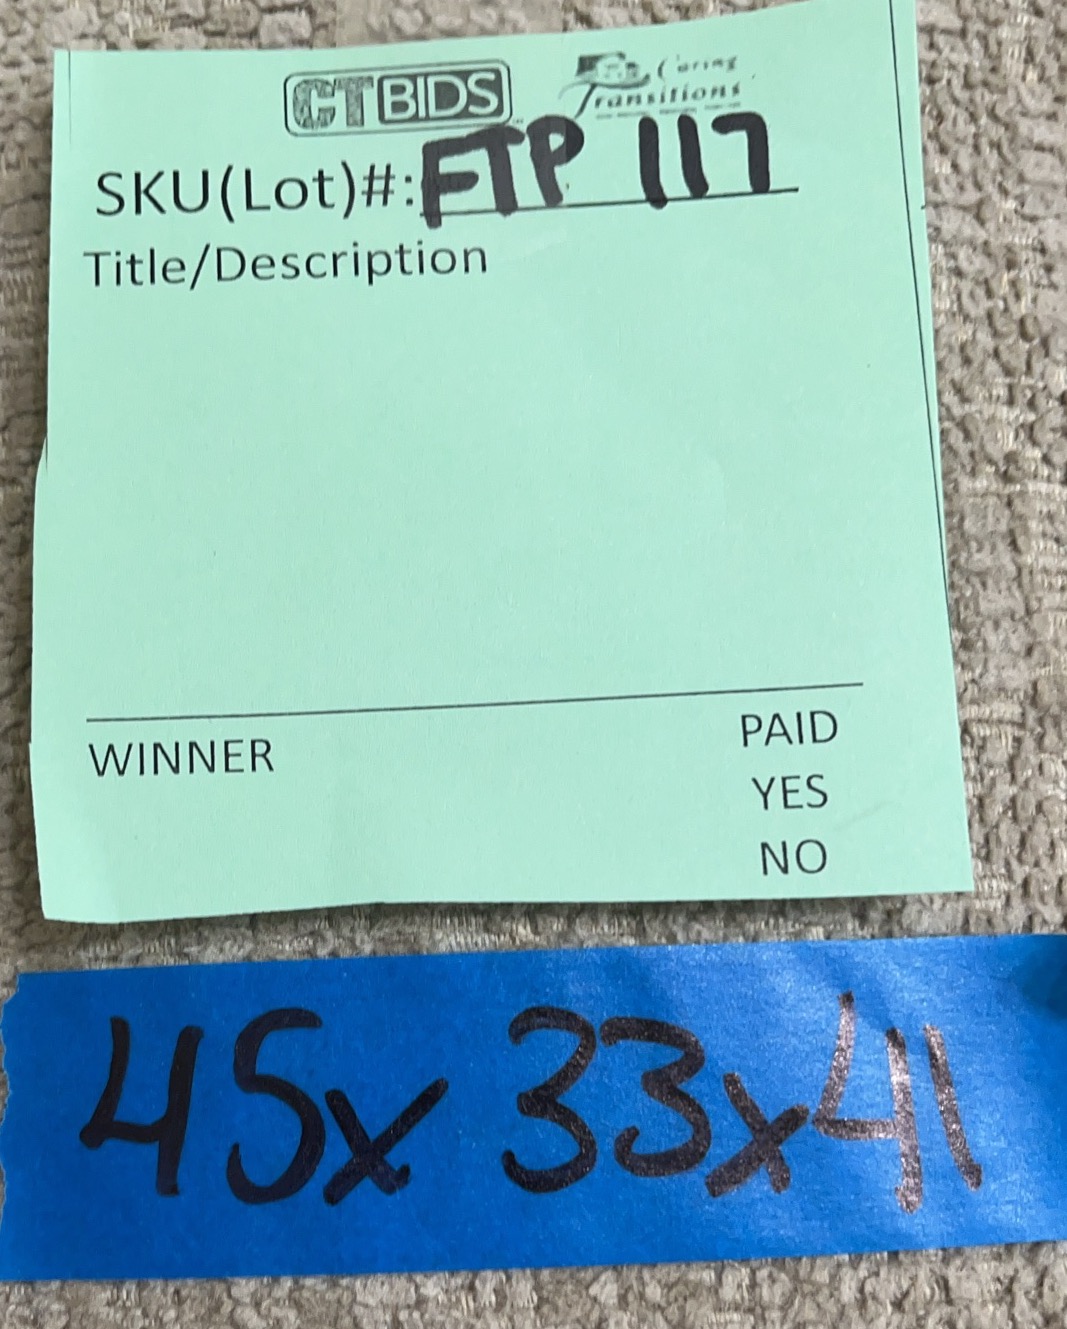 CTBIDS Caring Transitions
SKU(Lot)#: FTP 117
Title/Description
WINNER
PAID
YES
NO
45x 33x41